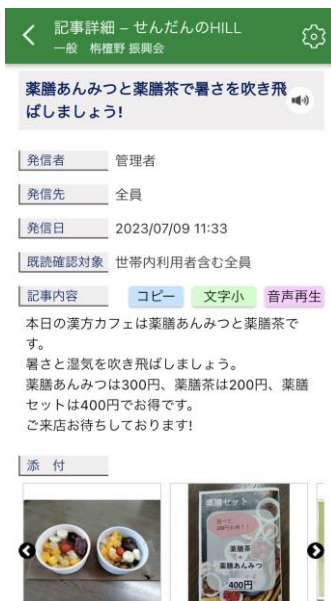 記事詳細 – せんだんのHILL
一般 栴檀野 振興会
薬膳あんみつと薬膳茶で暑さを吹き飛
ばしましょう!
発信者 管理者
発信先 全員
発信日 2023/07/09 11:33
既読確認対象 世帯内利用者含む全員
記事内容 コピー 文字小 音声再生
本日の漢方カフェは薬膳あんみつと薬膳茶で
す。
暑さと湿気を吹き飛ばしましょう。
薬膳あんみつは300円、薬膳茶は200円、薬膳
セットは400円でお得です。
ご来店お待ちしております!
添 付
薬膳セット
薬膳茶
+
薬膳あんみつ
400円